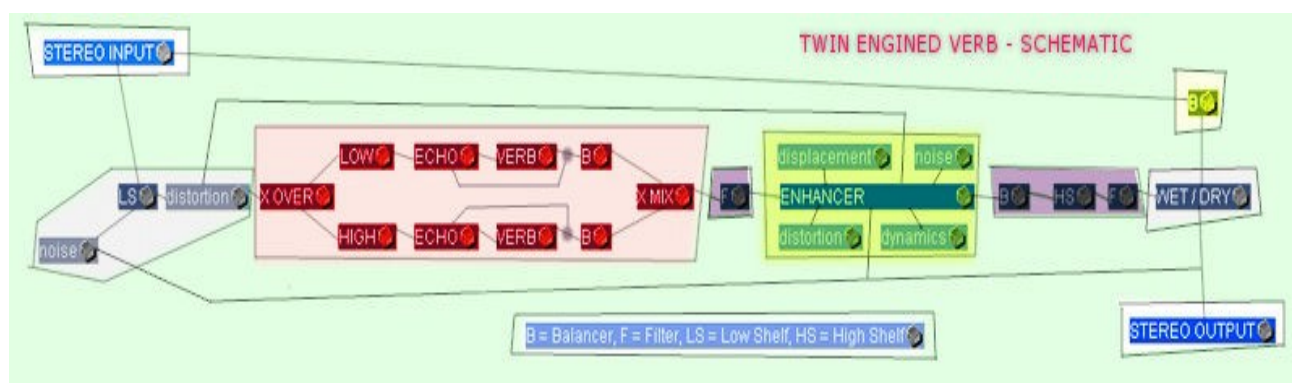 STEREO INPUT
TWIN ENGINED VERB - SCHEMATIC
B
LOW ECHO VERB B
displacement noise
LS distortion X OVER X MIX F ENHANCER B HS F WET / DRY
HIGH ECHO VERB B
distortion dynamics
noise
B = Balancer, F = Filter, LS = Low Shelf, HS = High Shelf
STEREO OUTPUT